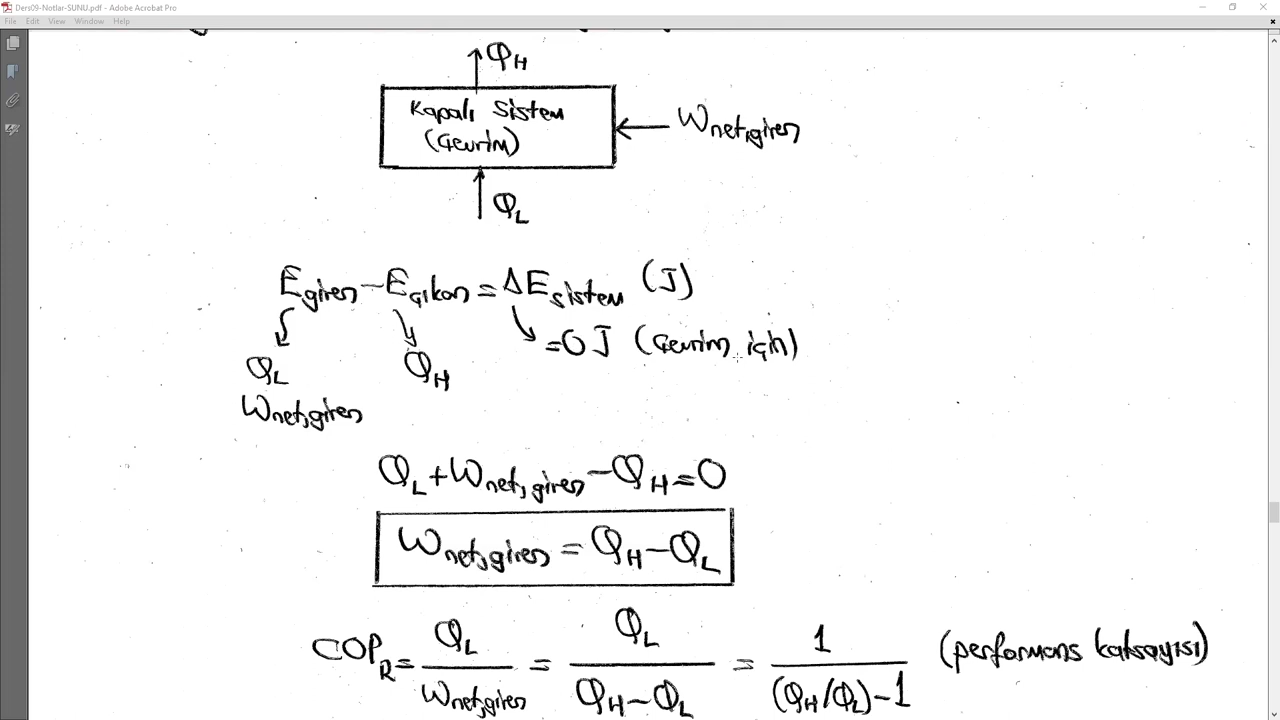 Ders09-Notlar-SUNU.pdf - Adobe Acrobat Pro
File Edit View Window Help
Q_H
Kapalı Sistem
(Çevrim)
W_net,giren
Q_L
E_giren - E_çıkan = ΔE_sistem (J)
= 0 J (Çevrim için)
Q_L
Q_H
W_net,giren
Q_L + W_net,giren - Q_H = 0
W_net,giren = Q_H - Q_L
COP_R = Q_L / W_net,giren = Q_L / (Q_H - Q_L) = 1 / ((Q_H/Q_L) - 1) (performans katsayısı)